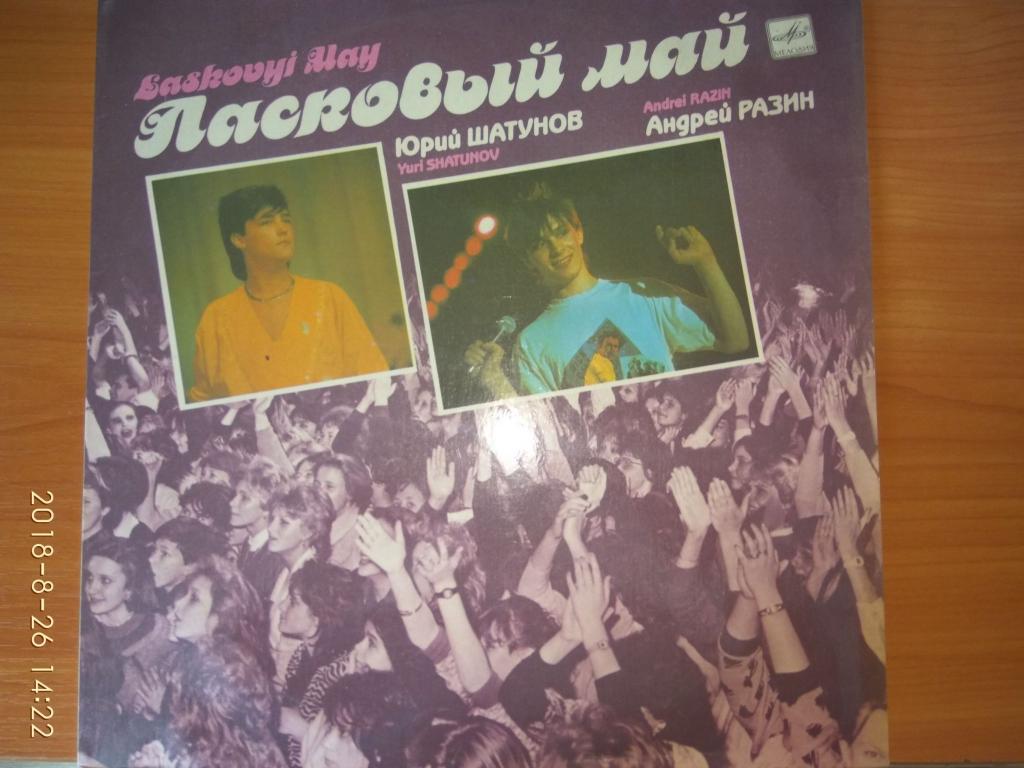 Laskovyi May
Ласковый май
МЕЛОДИЯ
Юрий ШАТУНОВ
Yuri SHATUNOV
Andrei RAZIN
Андрей РАЗИН
2018-8-26 14:22